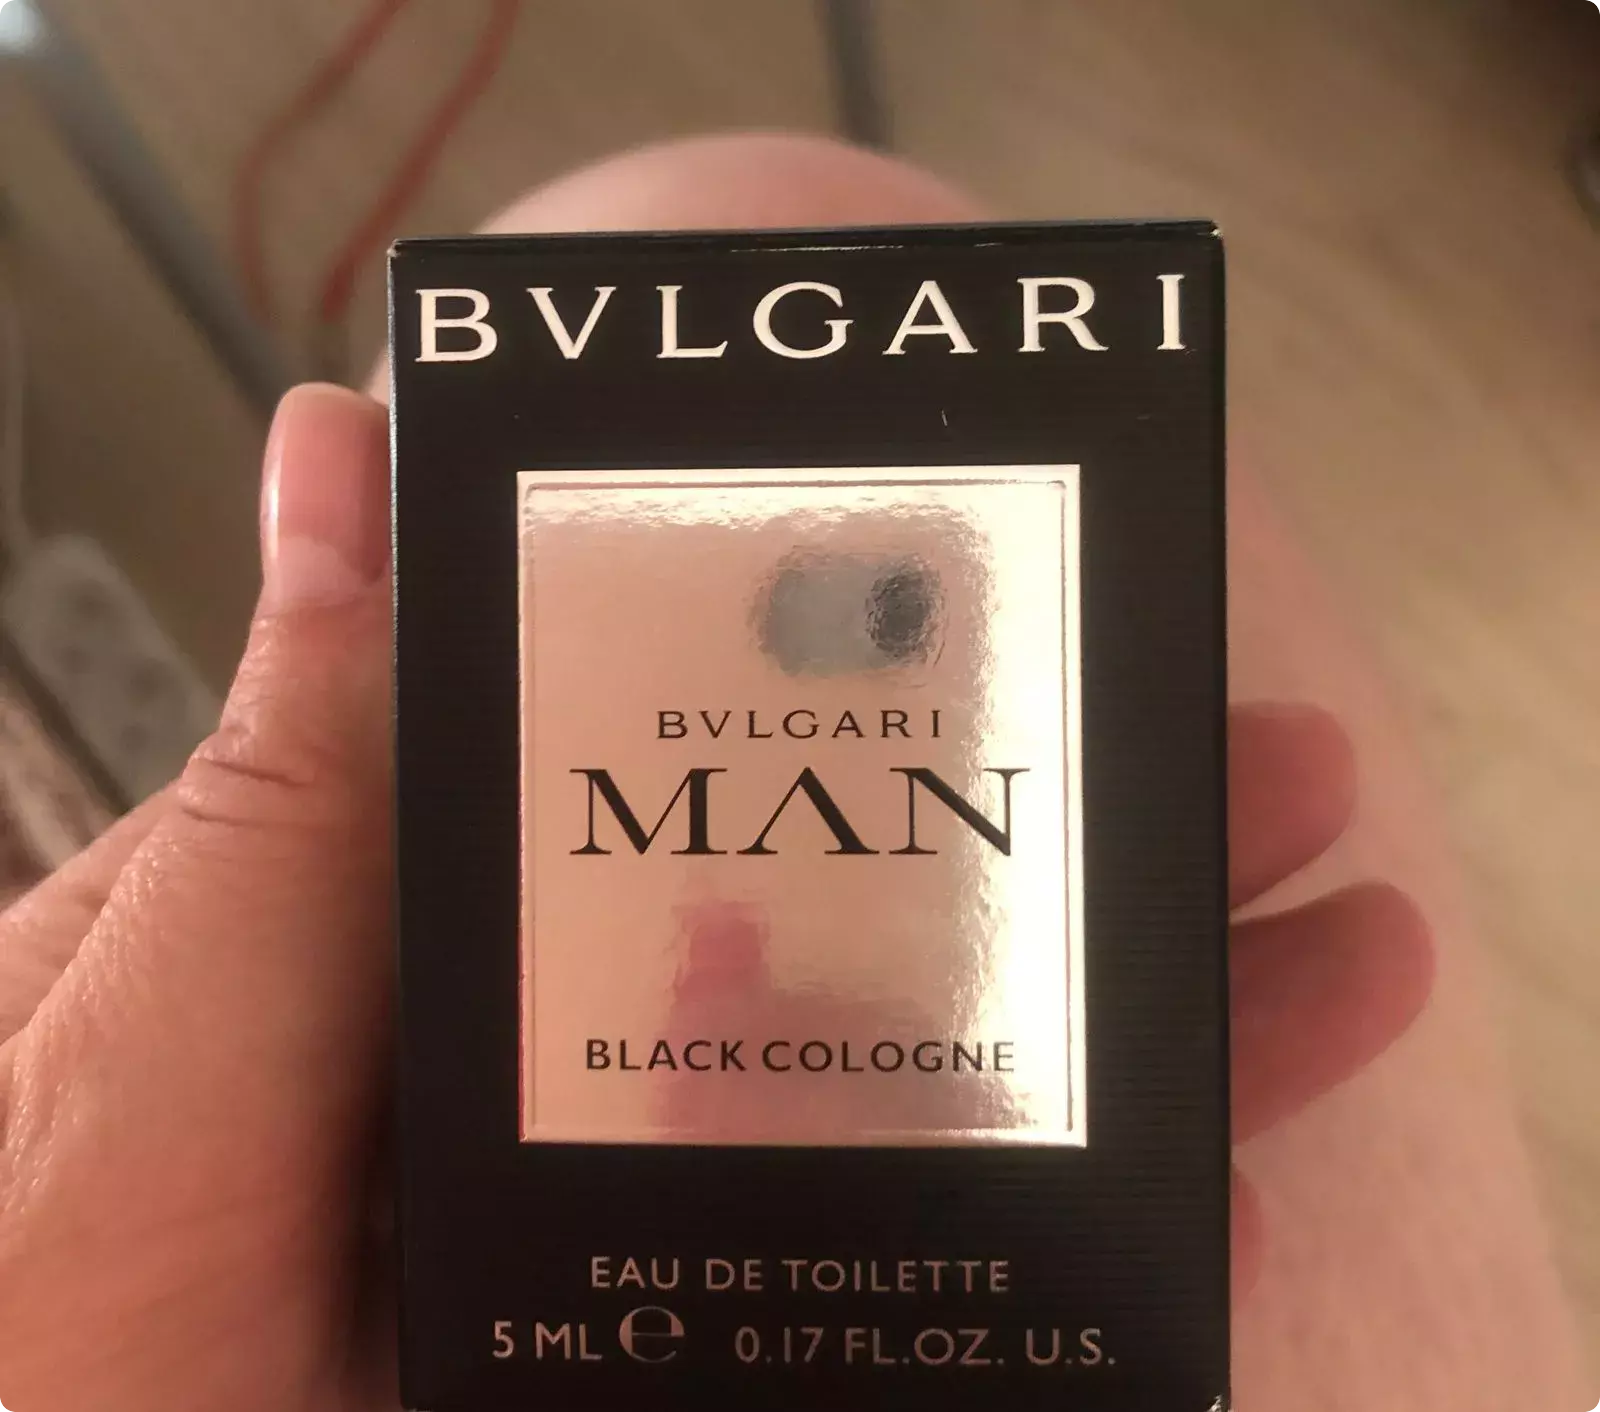 BVLGARI
BVLGARI
MAN
BLACK COLOGNE
EAU DE TOILETTE
5 ML ℮ 0.17 FL.OZ. U.S.